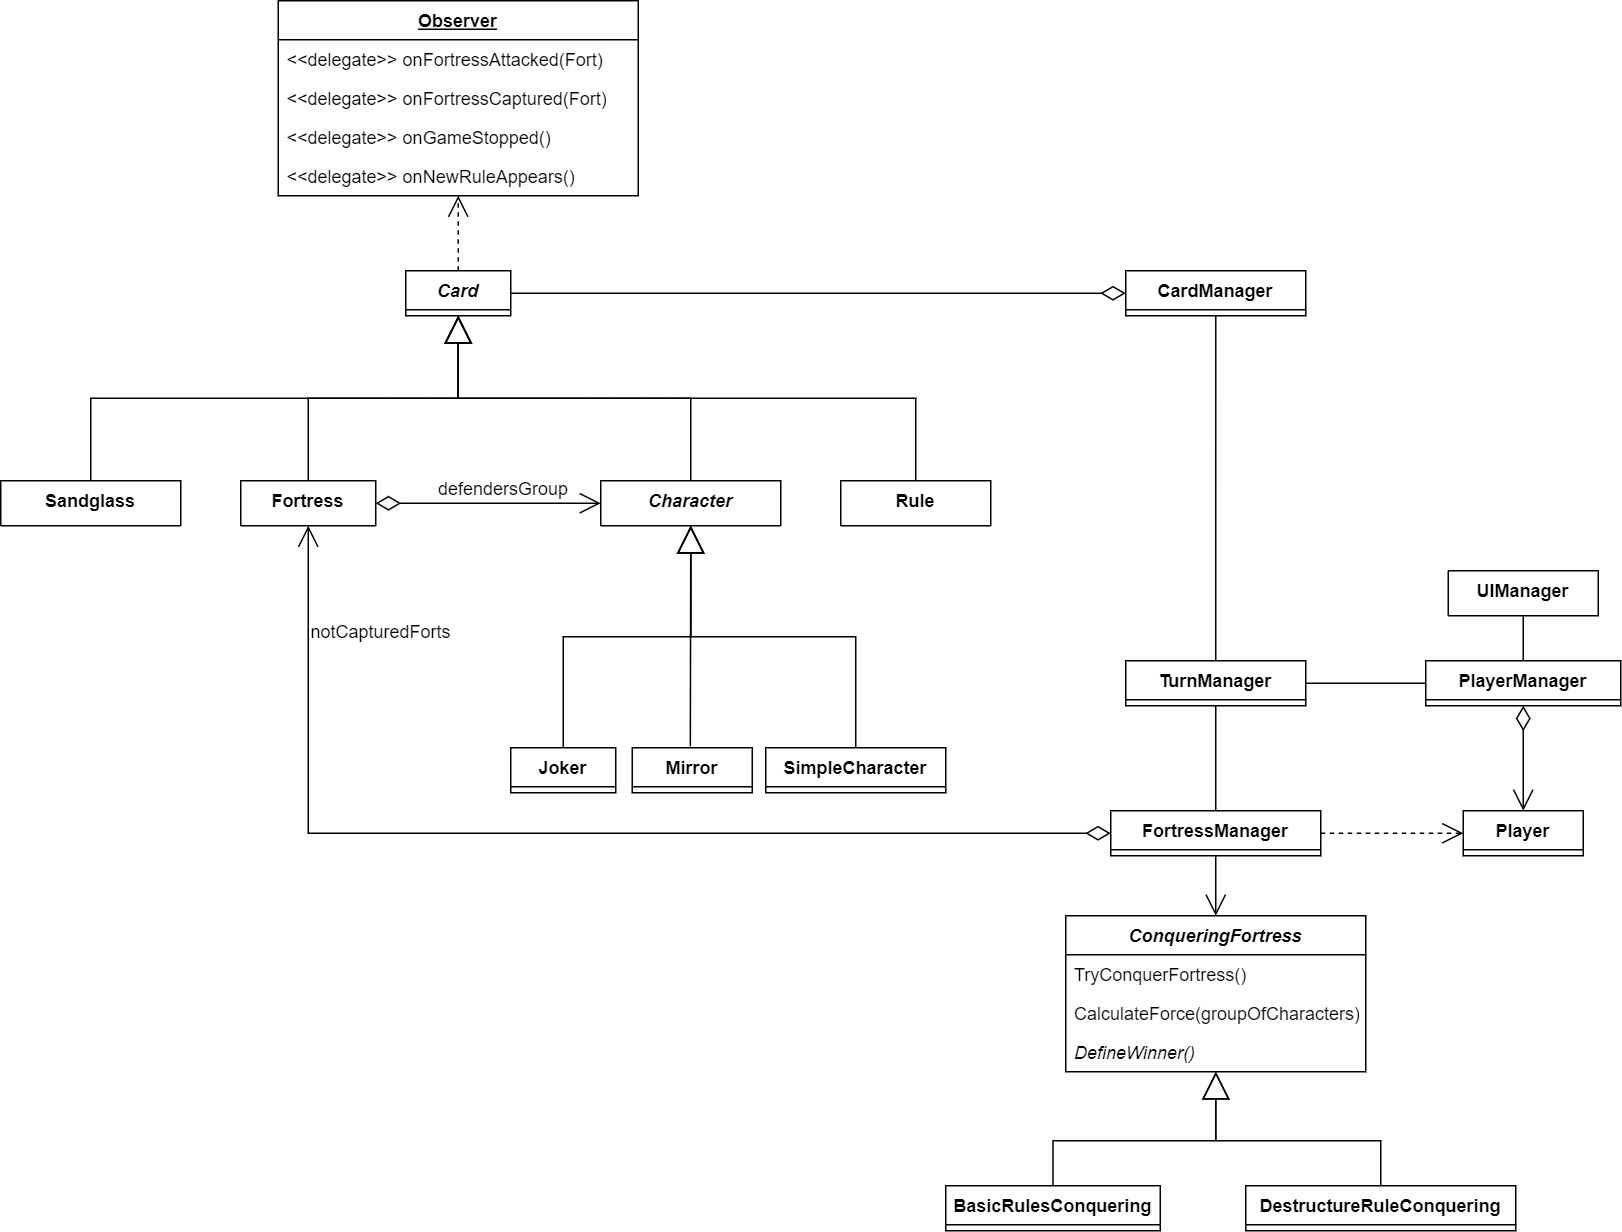 Observer
<<delegate>> onFortressAttacked(Fort)
<<delegate>> onFortressCaptured(Fort)
<<delegate>> onGameStopped()
<<delegate>> onNewRuleAppears()
Card
CardManager
Sandglass
Fortress
defendersGroup
Character
Rule
notCapturedForts
UIManager
TurnManager
PlayerManager
Joker
Mirror
SimpleCharacter
FortressManager
Player
ConqueringFortress
TryConquerFortress()
CalculateForce(groupOfCharacters)
DefineWinner()
BasicRulesConquering
DestructureRuleConquering